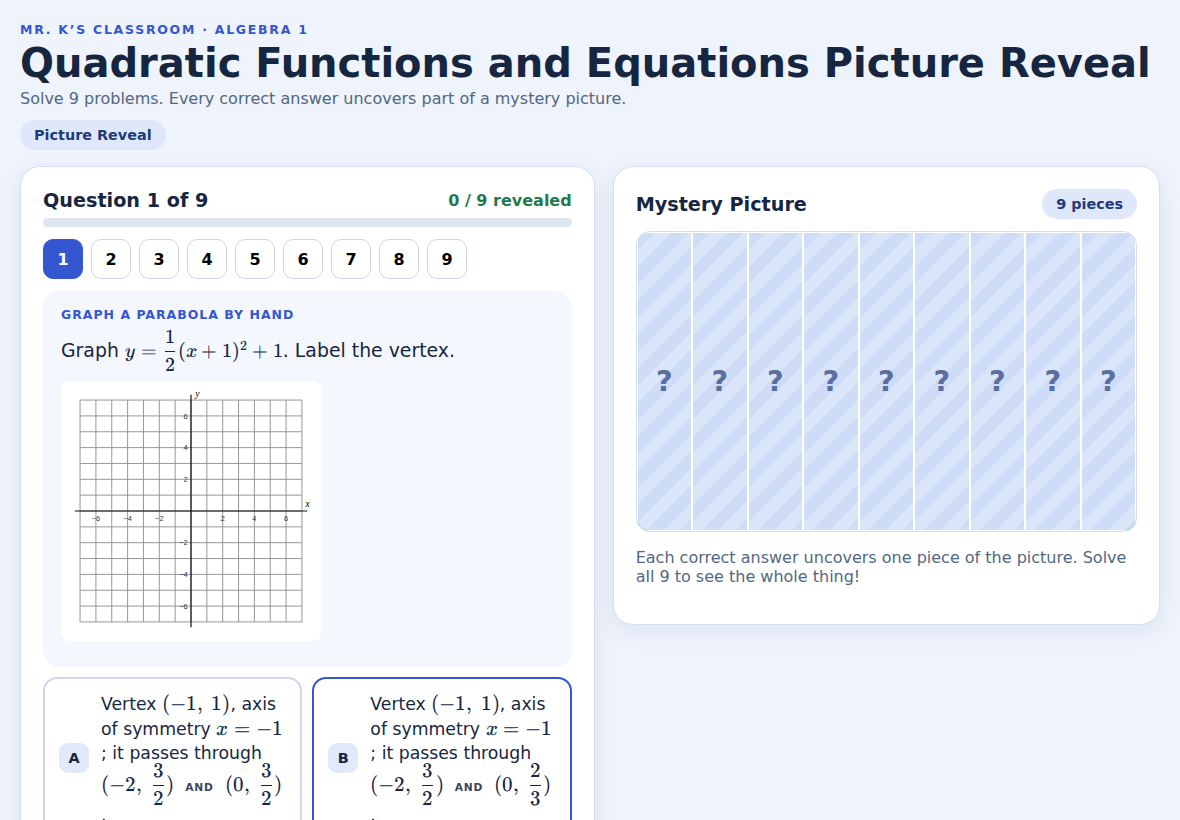 MR. K’S CLASSROOM · ALGEBRA 1
Quadratic Functions and Equations Picture Reveal
Solve 9 problems. Every correct answer uncovers part of a mystery picture.
Picture Reveal
Question 1 of 9
0 / 9 revealed
1 2 3 4 5 6 7 8 9
GRAPH A PARABOLA BY HAND
Graph y = 1/2 (x + 1)² + 1. Label the vertex.
y
6
4
2
x
−6 −4 −2 2 4 6
−2
−4
−6
A
Vertex (−1, 1), axis
of symmetry x = −1
; it passes through
(−2, 3/2) AND (0, 3/2)
B
Vertex (−1, 1), axis
of symmetry x = −1
; it passes through
(−2, 3/2) AND (0, 2/3)
Mystery Picture
9 pieces
? ? ? ? ? ? ? ? ?
Each correct answer uncovers one piece of the picture. Solve
all 9 to see the whole thing!